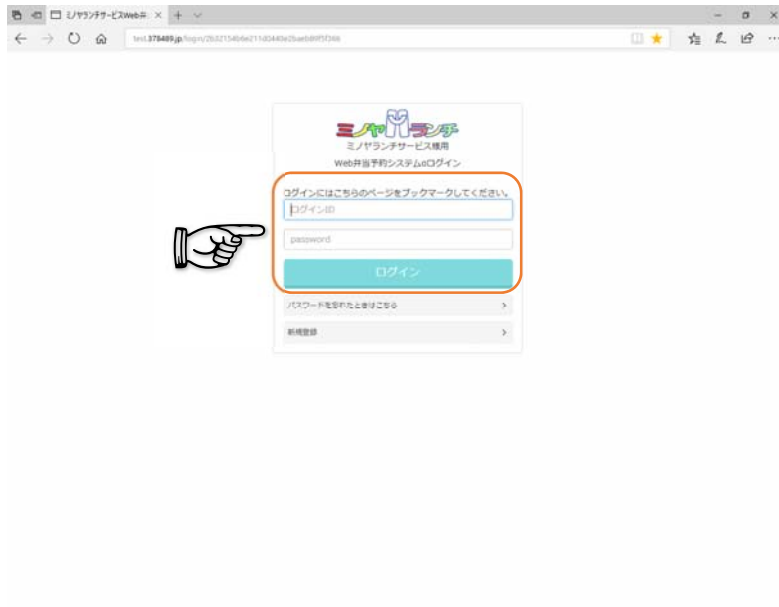 ミノヤランチサービスWeb弁
ミノヤランチ
ミノヤランチサービス様用
Web弁当予約システムoログイン
ログインにはこちらのページをブックマークしてください。
ログインID
password
ログイン
パスワードを忘れたときはこちら
新規登録